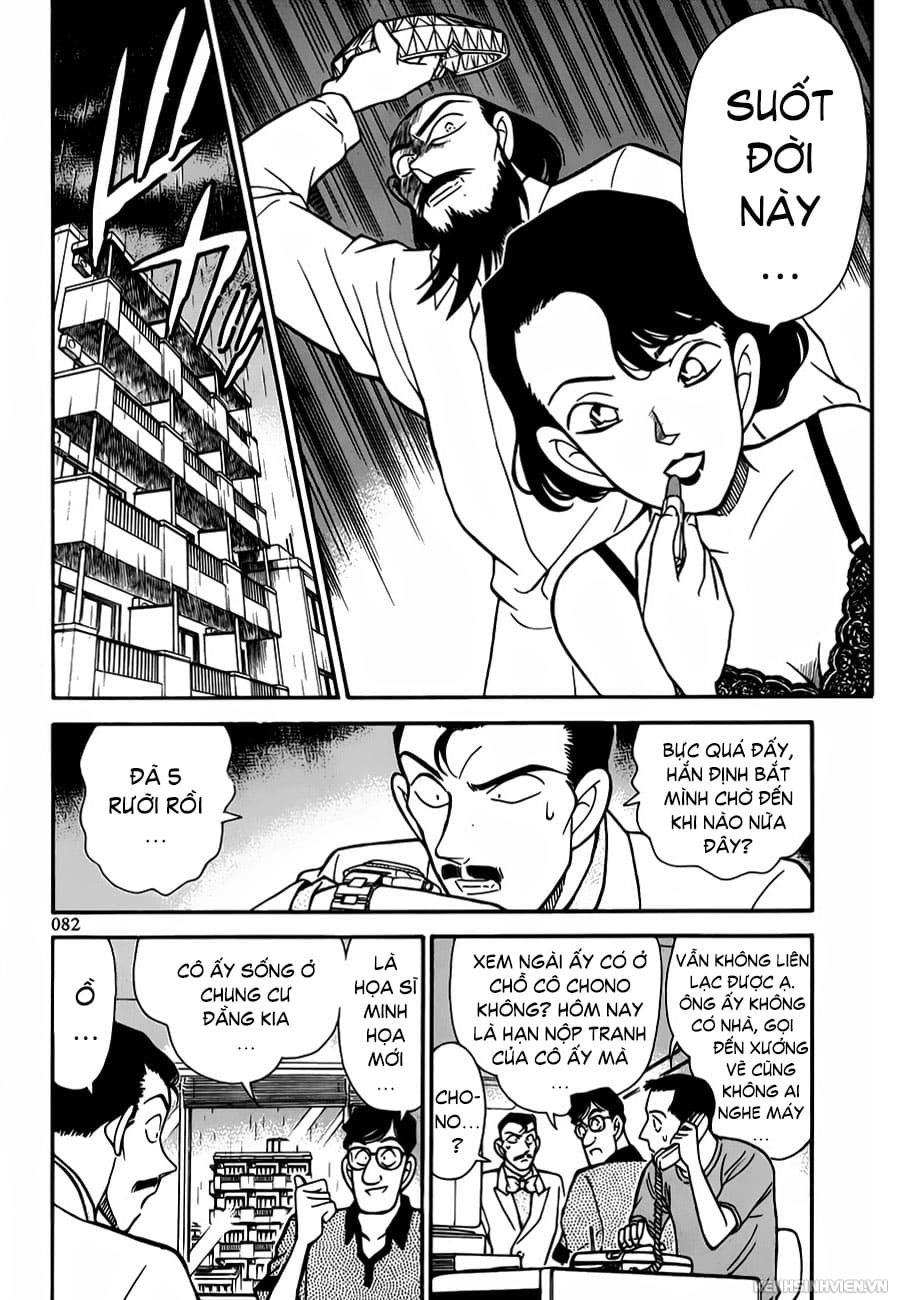 SUỐT
ĐỜI
NÀY
...
BỰC QUÁ ĐẤY,
HẮN ĐỊNH BẮT
MÌNH CHỜ ĐẾN
KHI NÀO NỮA
ĐÂY?
ĐÃ 5
RƯỠI RỒI
...
082
VẪN KHÔNG LIÊN
LẠC ĐƯỢC Ạ.
ÔNG ẤY KHÔNG
CÓ NHÀ, GỌI
ĐẾN XƯỞNG
VẼ CŨNG
KHÔNG AI
NGHE MÁY
...
XEM NGÀI ẤY CÓ Ở
CHỖ CÔ CHONO
KHÔNG? HÔM NAY
LÀ HẠN NỘP TRANH
CỦA CÔ ẤY MÀ
...
CHO-
NO...
?
LÀ
HỌA SĨ
MINH
HỌA
MỚI
...
CÔ ẤY SỐNG Ở
CHUNG CƯ
ĐẰNG KIA
...
Ồ
...